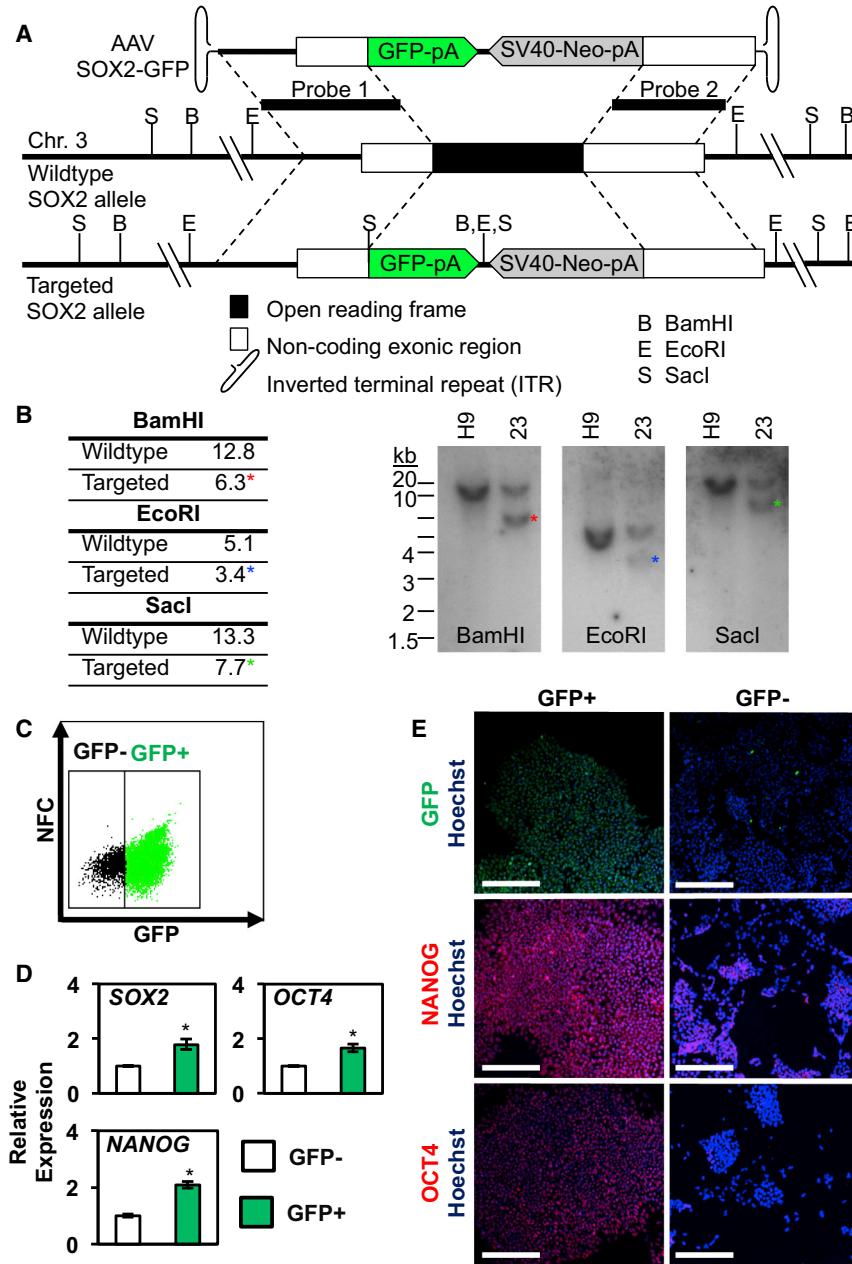 A
AAV
SOX2-GFP
GFP-pA
SV40-Neo-pA
Probe 1
Probe 2
S B E E S B
Chr. 3
Wildtype
SOX2 allele
S B E S B,E,S E S E
GFP-pA
SV40-Neo-pA
Targeted
SOX2 allele
Open reading frame
Non-coding exonic region
Inverted terminal repeat (ITR)
B BamHI
E EcoRI
S SacI
B
BamHI
Wildtype 12.8
Targeted 6.3*
EcoRI
Wildtype 5.1
Targeted 3.4*
SacI
Wildtype 13.3
Targeted 7.7*
H9 23 H9 23 H9 23
kb
20
10
4
3
2
1.5
* * *
BamHI EcoRI SacI
C
GFP- GFP+
NFC
GFP
D
Relative
Expression
SOX2
4
2
0
*
OCT4
4
2
0
*
NANOG
4
2
0
*
GFP-
GFP+
E
GFP+ GFP-
GFP
Hoechst
NANOG
Hoechst
OCT4
Hoechst